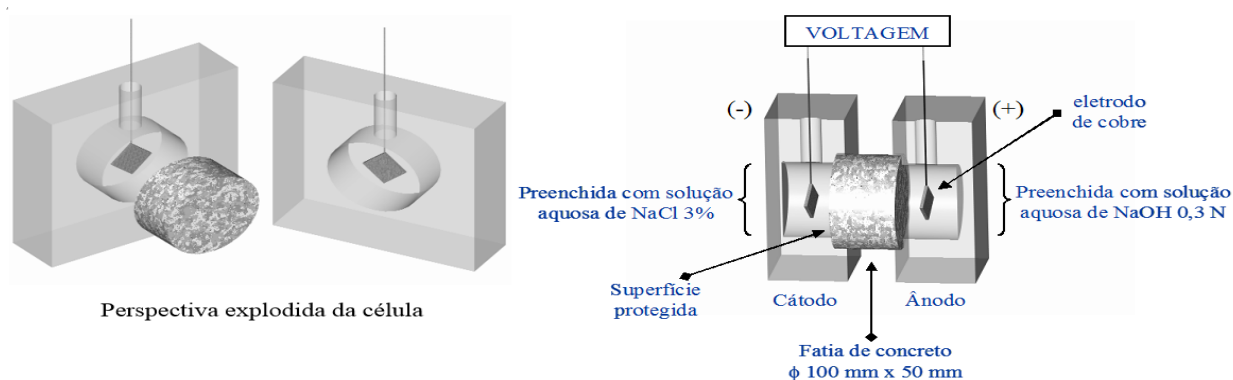 Perspectiva explodida da célula
VOLTAGEM
(-)
(+)
eletrodo
de cobre
Preenchida com solução
aquosa de NaCl 3%
Preenchida com solução
aquosa de NaOH 0,3 N
Superfície
protegida
Cátodo
Ânodo
Fatia de concreto
ϕ 100 mm x 50 mm